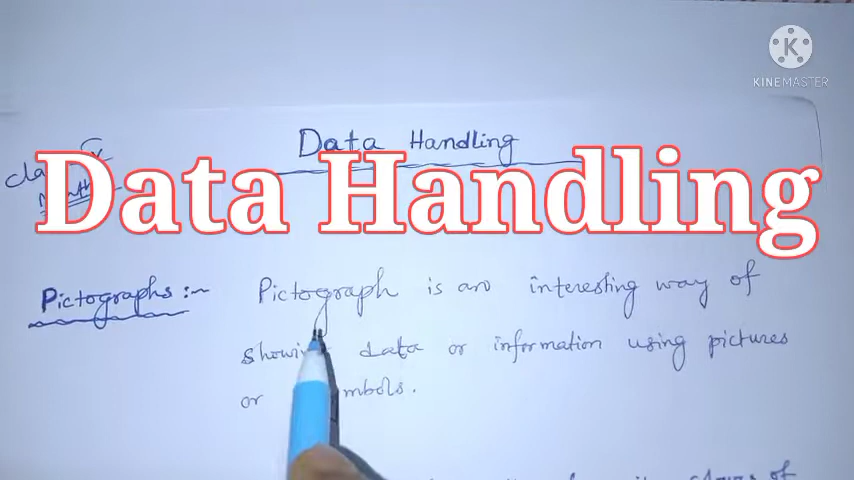 KINEMASTER
Data Handling
Data Handling
Pictographs :-
Pictograph is an interesting way of
data or information using pictures
or